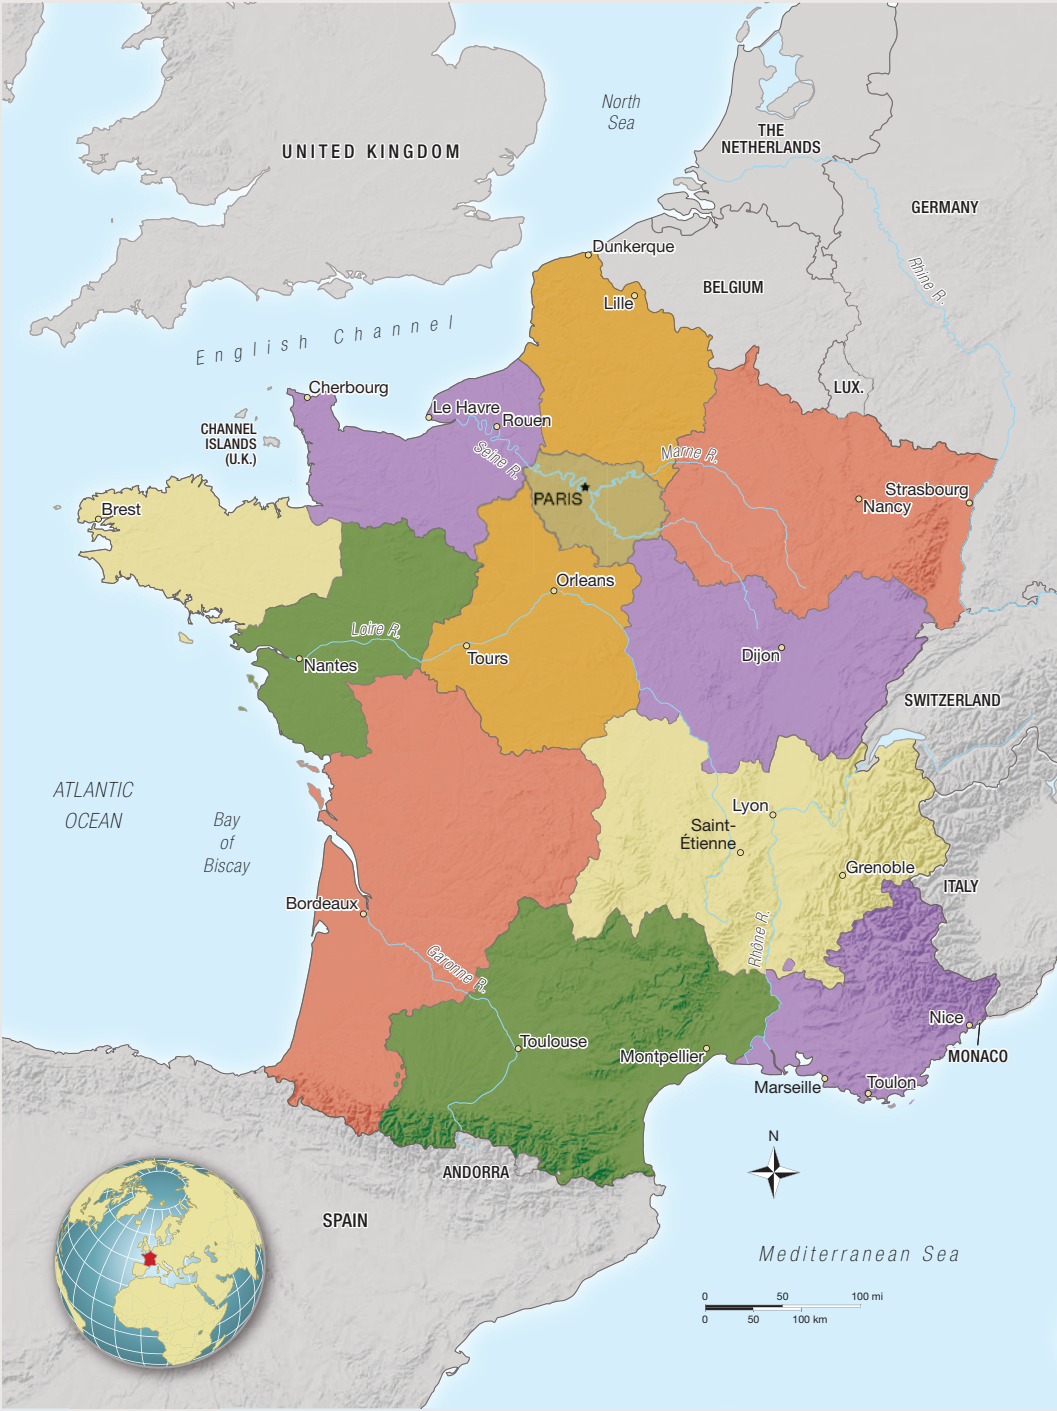 North
Sea
THE
NETHERLANDS
UNITED KINGDOM
GERMANY
Dunkerque
Rhine R.
BELGIUM
Lille
English Channel
LUX.
Cherbourg
Le Havre
CHANNEL
ISLANDS
(U.K.)
Rouen
Seine R.
Marne R.
Strasbourg
PARIS
Nancy
Brest
Orleans
Loire R.
Tours
Nantes
Dijon
SWITZERLAND
ATLANTIC
OCEAN
Bay
of
Biscay
Lyon
Saint-
Étienne
Grenoble
ITALY
Bordeaux
Rhône R.
Garonne R.
Nice
Toulouse
Montpellier
MONACO
Marseille
Toulon
N
ANDORRA
SPAIN
Mediterranean Sea
0 50 100 mi
0 50 100 km